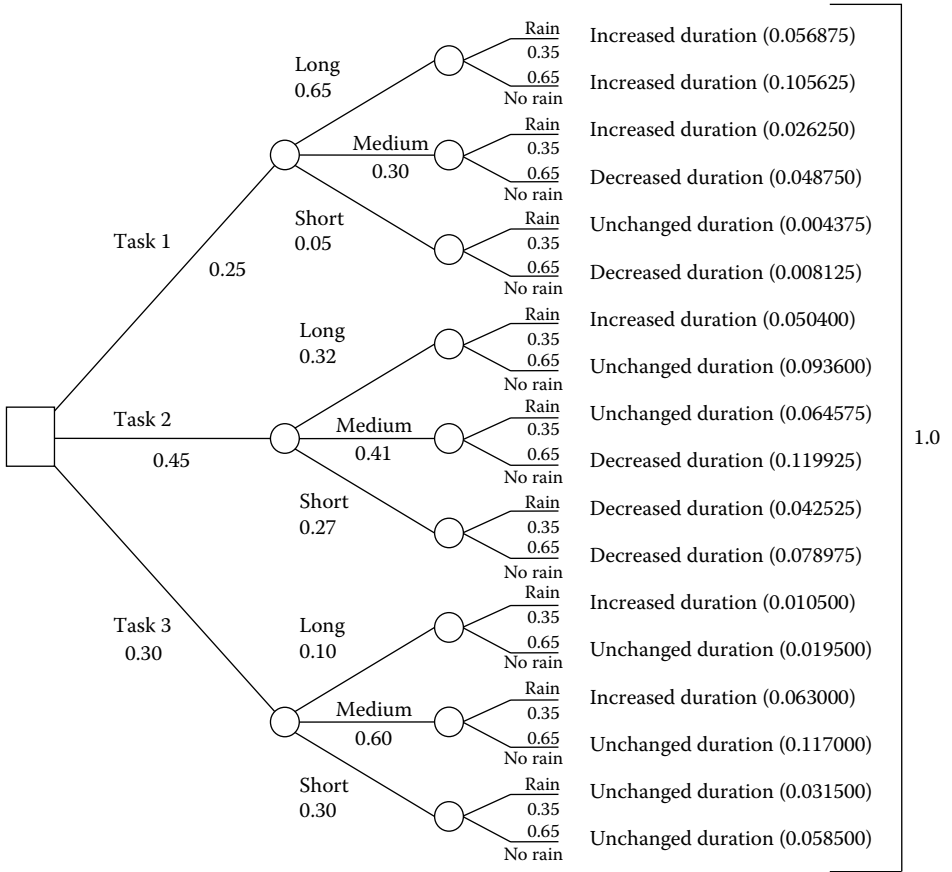 Rain
Increased duration (0.056875)
0.35
Long
0.65
0.65
Increased duration (0.105625)
No rain
Rain
Increased duration (0.026250)
0.35
Medium
0.30
0.65
Decreased duration (0.048750)
No rain
Rain
Unchanged duration (0.004375)
0.35
Short
0.05
0.65
Decreased duration (0.008125)
No rain
Task 1
0.25
Rain
Increased duration (0.050400)
0.35
Long
0.32
0.65
Unchanged duration (0.093600)
No rain
Rain
Unchanged duration (0.064575)
0.35
Task 2
0.45
Medium
0.41
0.65
Decreased duration (0.119925)
No rain
1.0
Rain
Decreased duration (0.042525)
0.35
Short
0.27
0.65
Decreased duration (0.078975)
No rain
Rain
Increased duration (0.010500)
0.35
Task 3
0.30
Long
0.10
0.65
Unchanged duration (0.019500)
No rain
Rain
Increased duration (0.063000)
0.35
Medium
0.60
0.65
Unchanged duration (0.117000)
No rain
Rain
Unchanged duration (0.031500)
0.35
Short
0.30
0.65
Unchanged duration (0.058500)
No rain